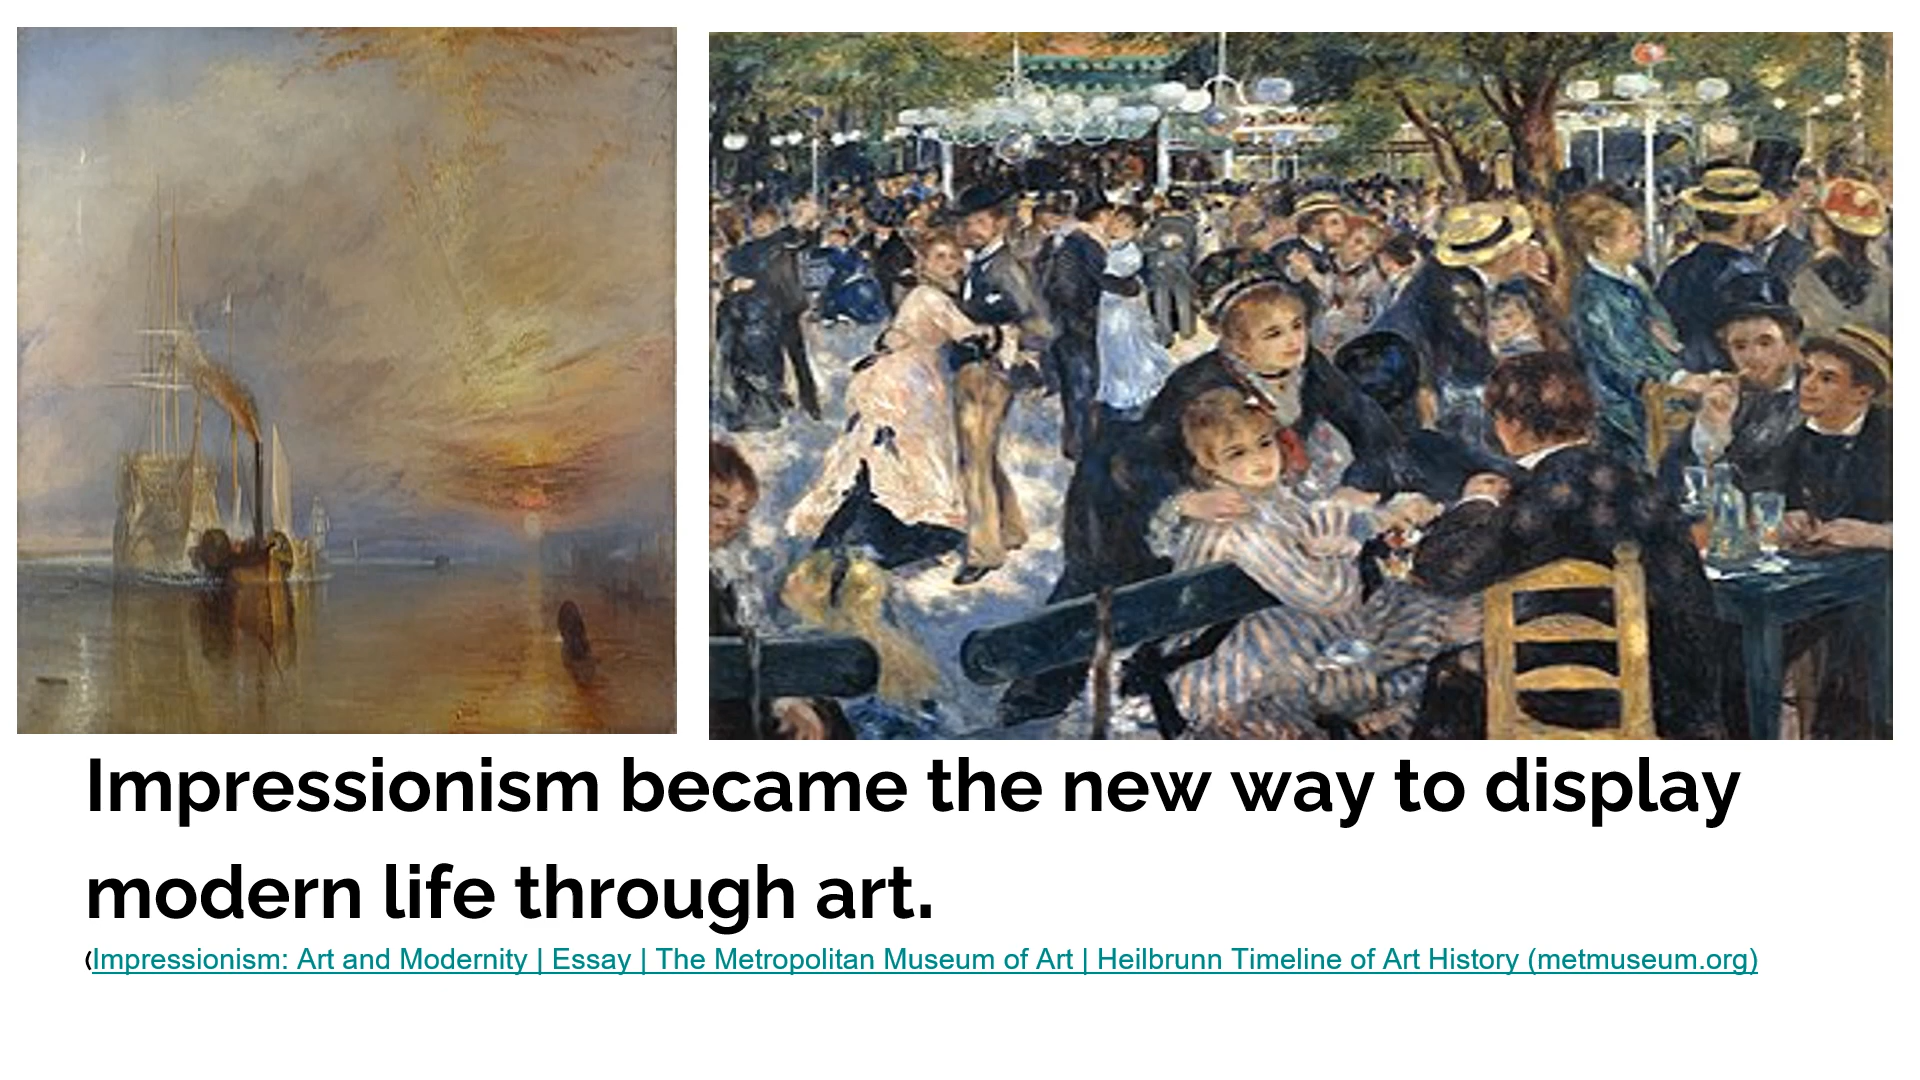 Impressionism became the new way to display
modern life through art.
(Impressionism: Art and Modernity | Essay | The Metropolitan Museum of Art | Heilbrunn Timeline of Art History (metmuseum.org)